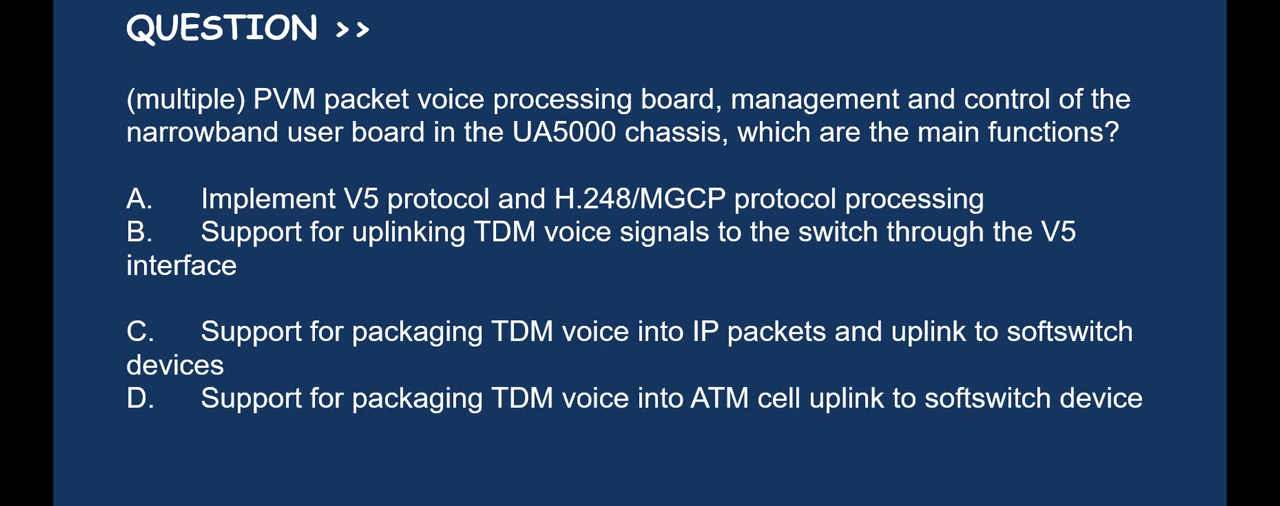 QUESTION >>
(multiple) PVM packet voice processing board, management and control of the
narrowband user board in the UA5000 chassis, which are the main functions?
A. Implement V5 protocol and H.248/MGCP protocol processing
B. Support for uplinking TDM voice signals to the switch through the V5
interface
C. Support for packaging TDM voice into IP packets and uplink to softswitch
devices
D. Support for packaging TDM voice into ATM cell uplink to softswitch device